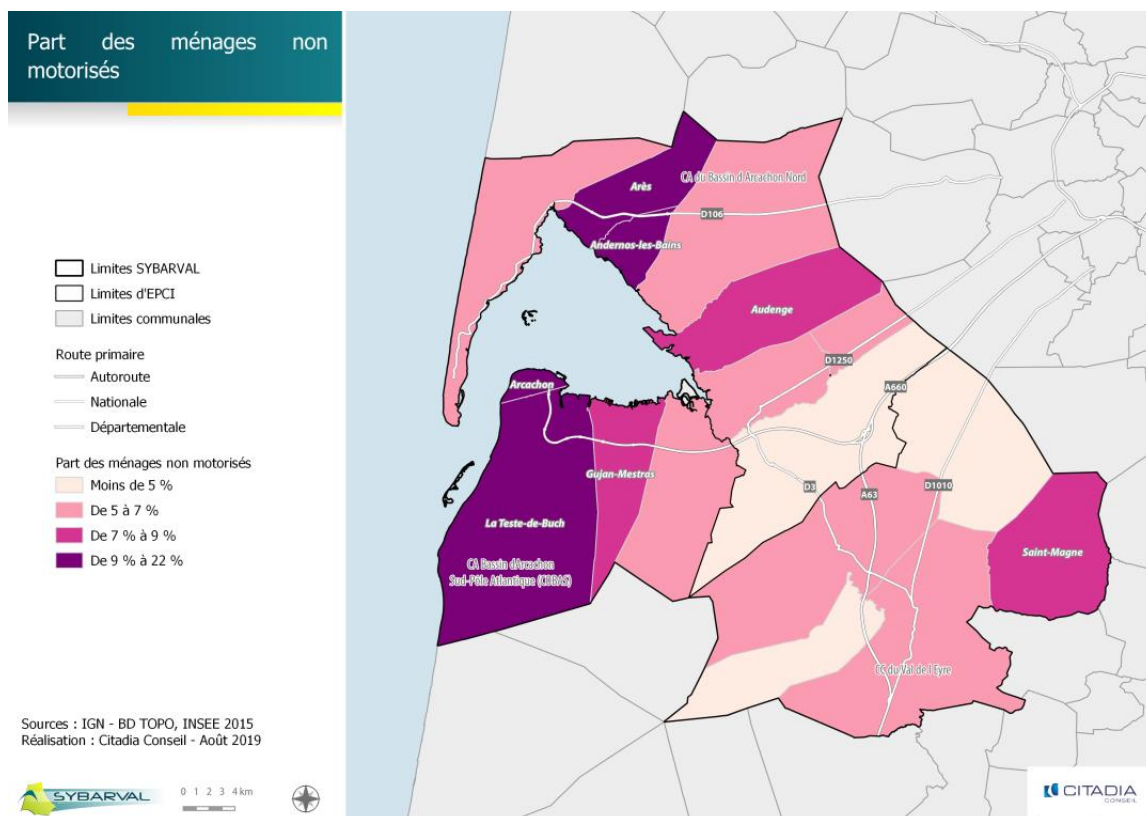 Part des ménages non
motorisés
Limites SYBARVAL
Limites d'EPCI
Limites communales
Route primaire
Autoroute
Nationale
Départementale
Part des ménages non motorisés
Moins de 5 %
De 5 à 7 %
De 7 % à 9 %
De 9 % à 22 %
Sources : IGN - BD TOPO, INSEE 2015
Réalisation : Citadia Conseil - Août 2019
SYBARVAL
0 1 2 3 4 km
Arès
CA du Bassin d'Arcachon Nord
D106
Andernos-les-Bains
Audenge
D1250
Arcachon
A660
Gujan-Mestras
D3
A63
D1010
La Teste-de-Buch
Saint-Magne
CA Bassin d'Arcachon
Sud-Pôle Atlantique (COBAS)
CC du Val de l'Eyre
CITADIA
CONSEIL